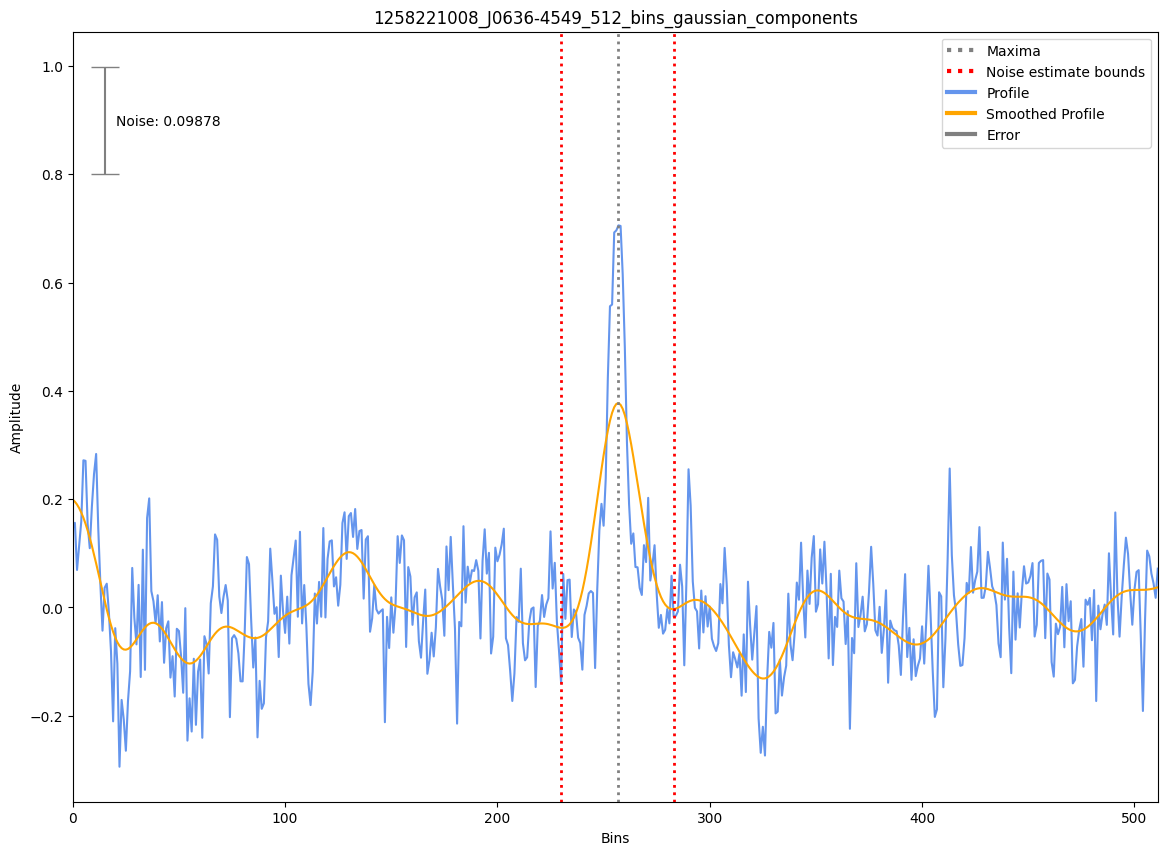 1258221008_J0636-4549_512_bins_gaussian_components
Maxima
Noise estimate bounds
Profile
Smoothed Profile
Error
Noise: 0.09878
Amplitude
1.0
0.8
0.6
0.4
0.2
0.0
−0.2
0 100 200 300 400 500
Bins